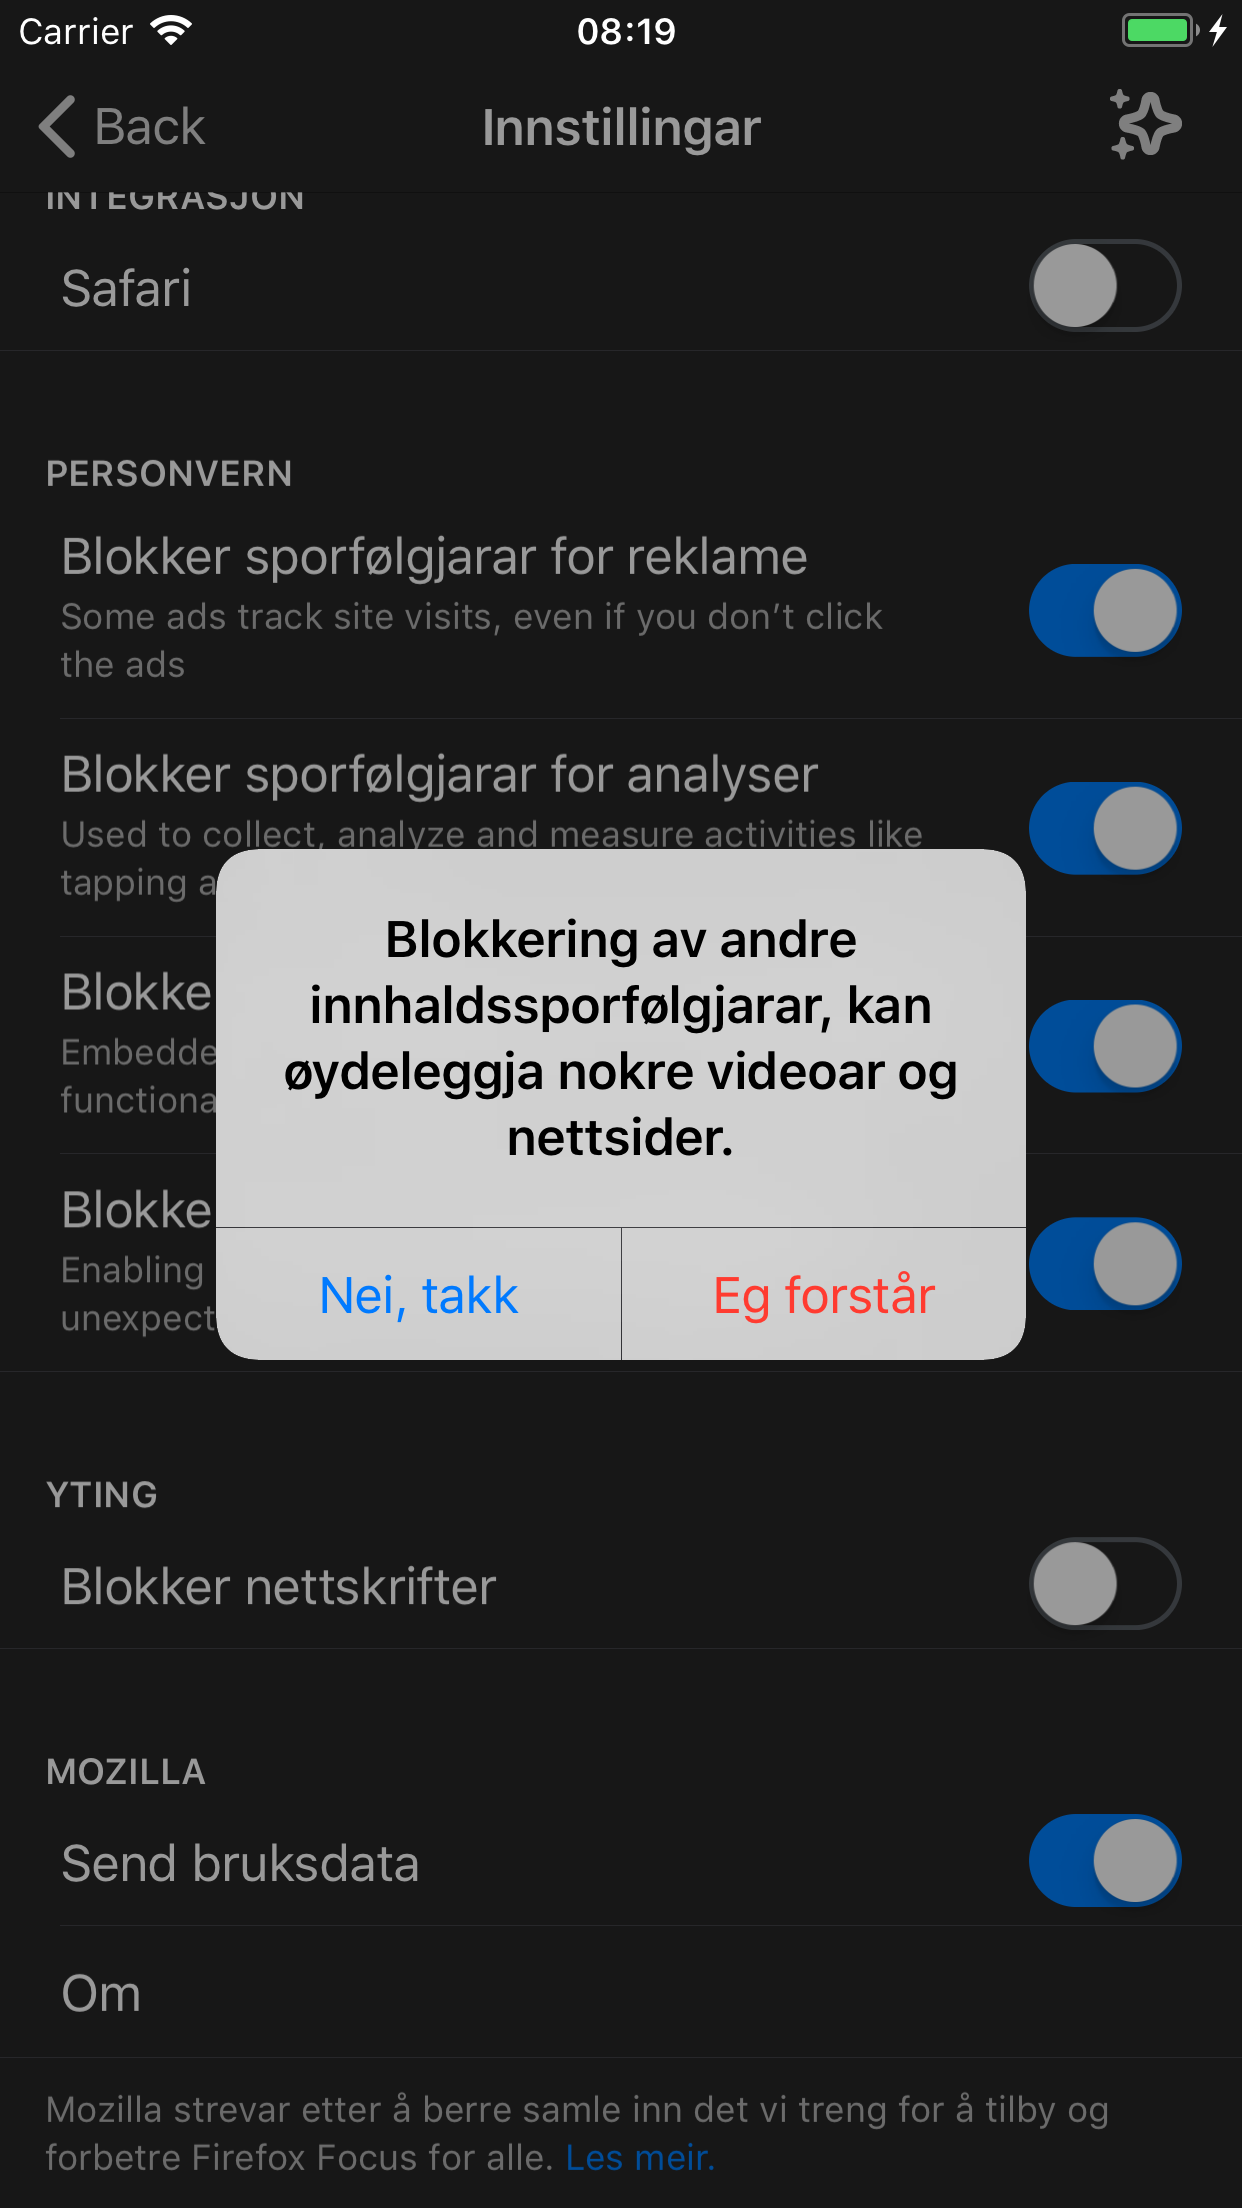 Carrier 08:19
Back Innstillingar
INTEGRASJON
Safari
PERSONVERN
Blokker sporfølgjarar for reklame
Some ads track site visits, even if you don’t click
the ads
Blokker sporfølgjarar for analyser
Used to collect, analyze and measure activities like
tapping a
Blokke
Embedde
functiona
Blokke
Enabling
unexpect
Blokkering av andre
innhaldssporfølgjarar, kan
øydeleggja nokre videoar og
nettsider.
Nei, takk Eg forstår
YTING
Blokker nettskrifter
MOZILLA
Send bruksdata
Om
Mozilla strevar etter å berre samle inn det vi treng for å tilby og
forbetre Firefox Focus for alle. Les meir.